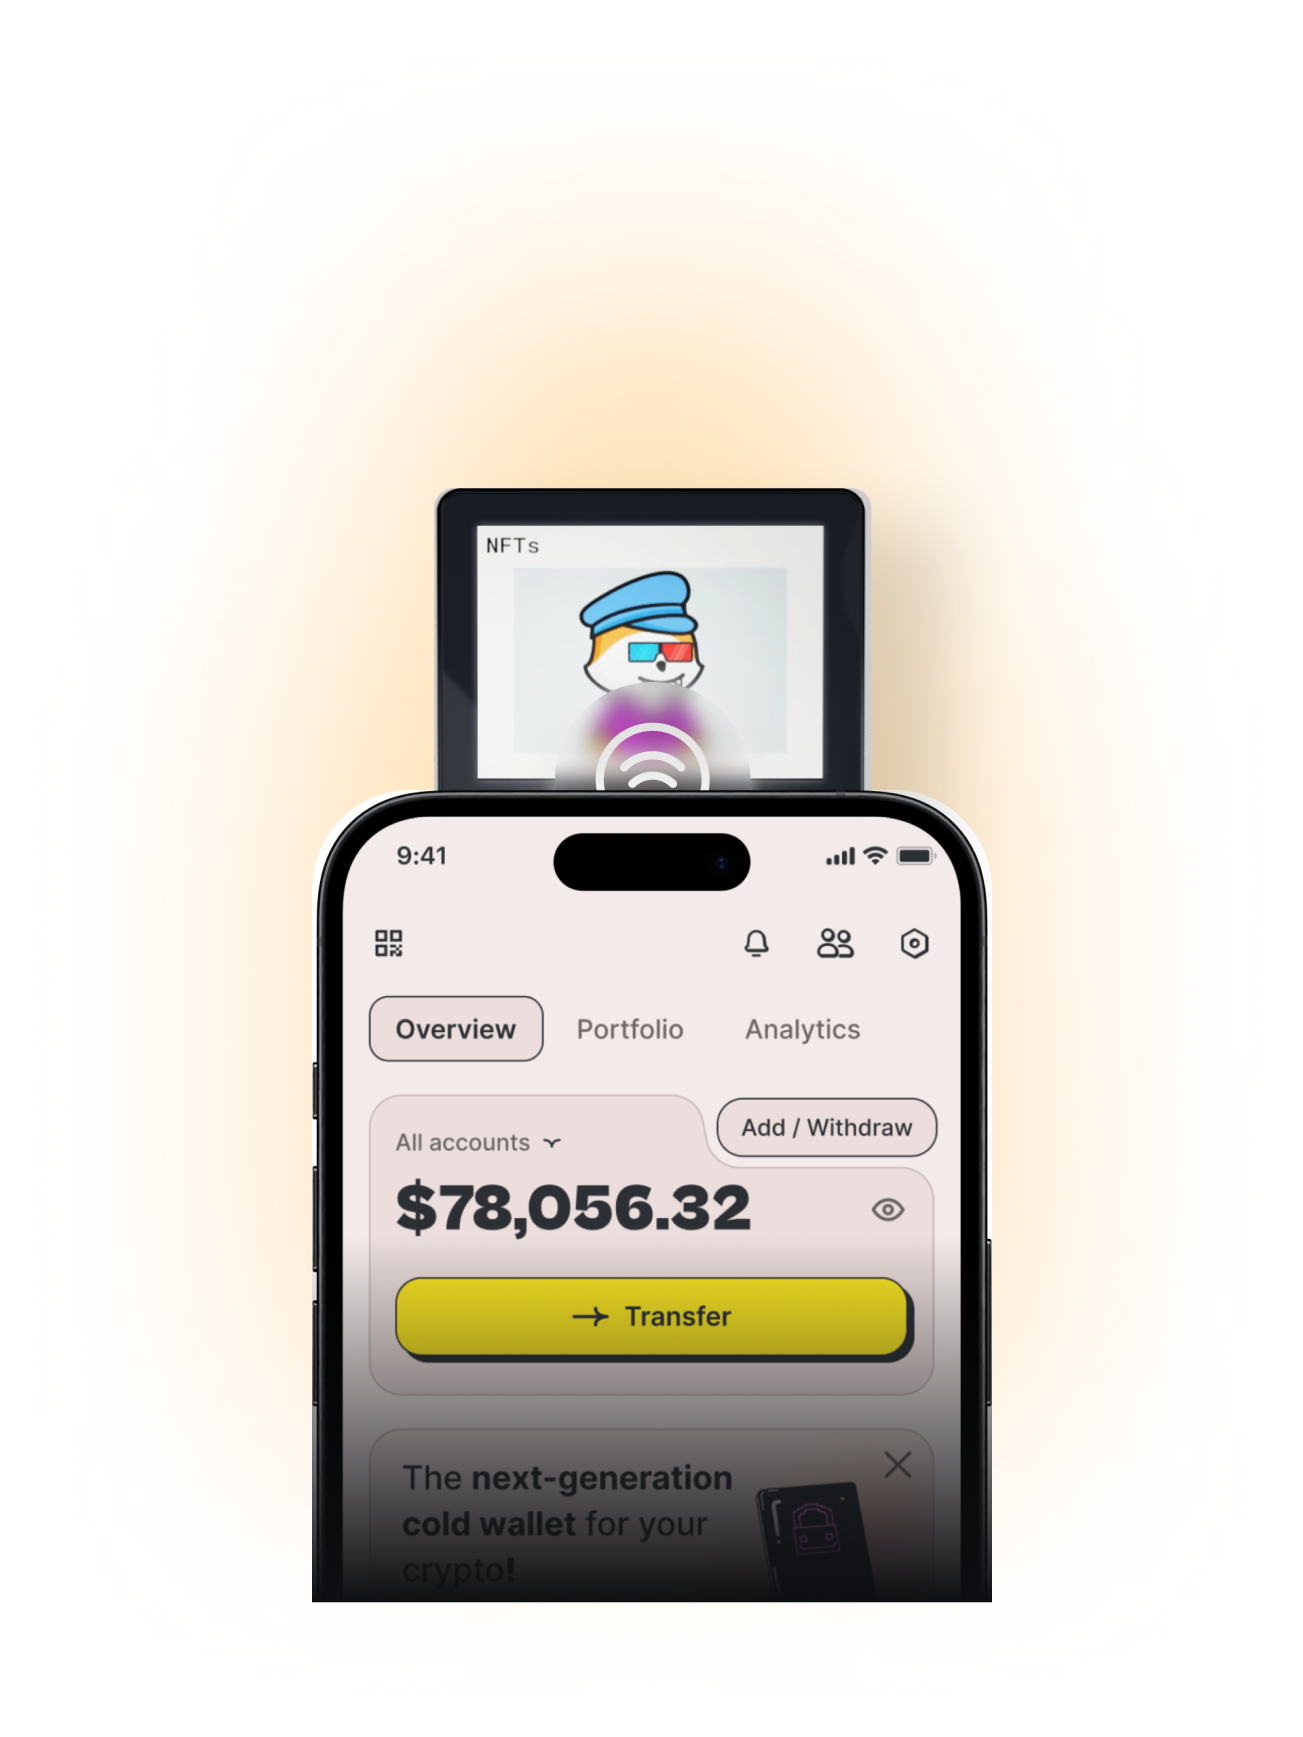 NFTs
9:41
Overview
Portfolio
Analytics
Add / Withdraw
All accounts
$78,056.32
Transfer
The next-generation
cold wallet for your
crypto!